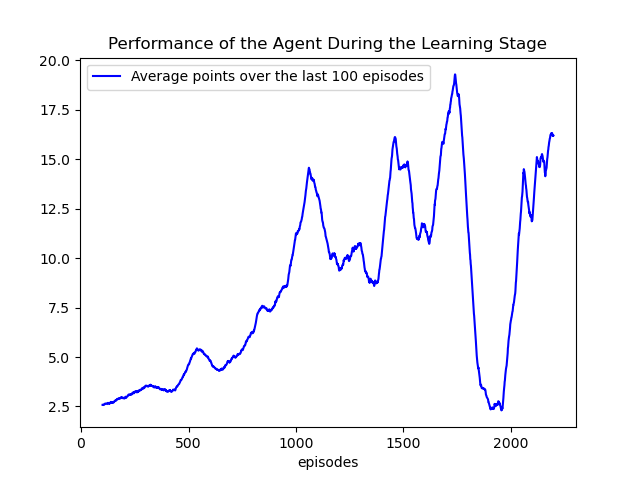 Performance of the Agent During the Learning Stage
Average points over the last 100 episodes
20.0
17.5
15.0
12.5
10.0
7.5
5.0
2.5
0 500 1000 1500 2000
episodes